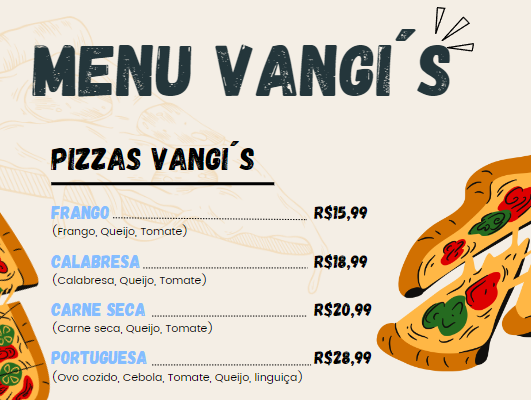 MENU VANGI´S
PIZZAS VANGI´S
FRANGO R$15,99
(Frango, Queijo, Tomate)
CALABRESA R$18,99
(Calabresa, Queijo, Tomate)
CARNE SECA R$20,99
(Carne seca, Queijo, Tomate)
PORTUGUESA R$28,99
(Ovo cozido, Cebola, Tomate, Queijo, linguiça)